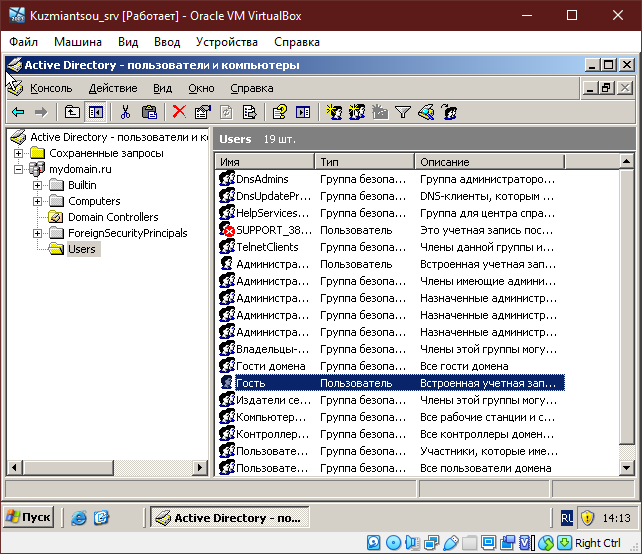 Kuzmiantsou_srv [Работает] - Oracle VM VirtualBox
Файл Машина Вид Ввод Устройства Справка
Active Directory - пользователи и компьютеры
Консоль Действие Вид Окно Справка
Active Directory - пользователи и к
Сохраненные запросы
mydomain.ru
Builtin
Computers
Domain Controllers
ForeignSecurityPrincipals
Users
Users 19 шт.
Имя Тип Описание
DnsAdmins Группа безопа... Группа администраторо...
DnsUpdatePr... Группа безопа... DNS-клиенты, которым ...
HelpServices... Группа безопа... Группа для центра спра...
SUPPORT_38... Пользователь Это учетная запись пос...
TelnetClients Группа безопа... Члены данной группы и...
Администра... Пользователь Встроенная учетная зап...
Администра... Группа безопа... Члены имеющие админи...
Администра... Группа безопа... Назначенные администр...
Администра... Группа безопа... Назначенные администр...
Администра... Группа безопа... Назначенные администр...
Владельцы-... Группа безопа... Члены этой группы могу...
Гости домена Группа безопа... Все гости домена
Гость Пользователь Встроенная учетная зап...
Издатели се... Группа безопа... Члены этой группы могу...
Компьютер... Группа безопа... Все рабочие станции и с...
Контроллер... Группа безопа... Все контроллеры домен...
Пользовате... Группа безопа... Участники, которые име...
Пользовате... Группа безопа... Все пользователи домена
Пуск
Active Directory - по...
RU
14:13
Right Ctrl